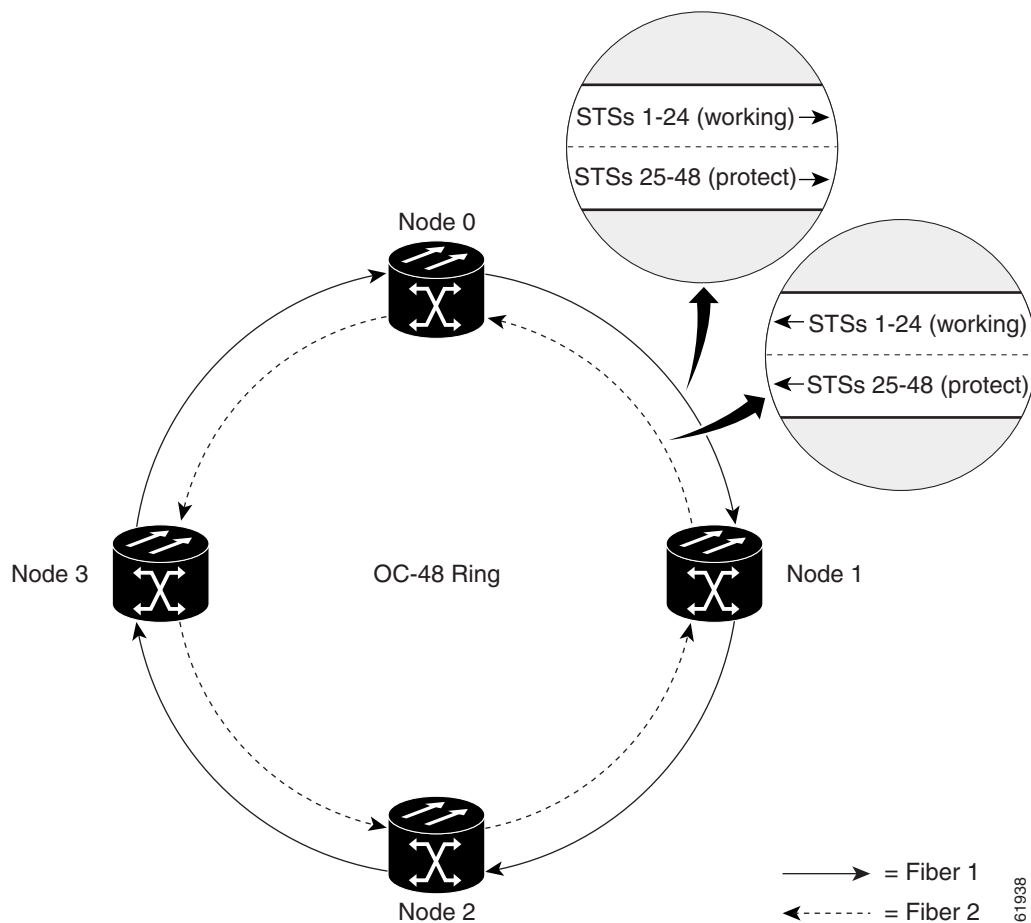 STSs 1-24 (working)
STSs 25-48 (protect)
Node 0
STSs 1-24 (working)
STSs 25-48 (protect)
Node 3
OC-48 Ring
Node 1
= Fiber 1
= Fiber 2
Node 2
61938